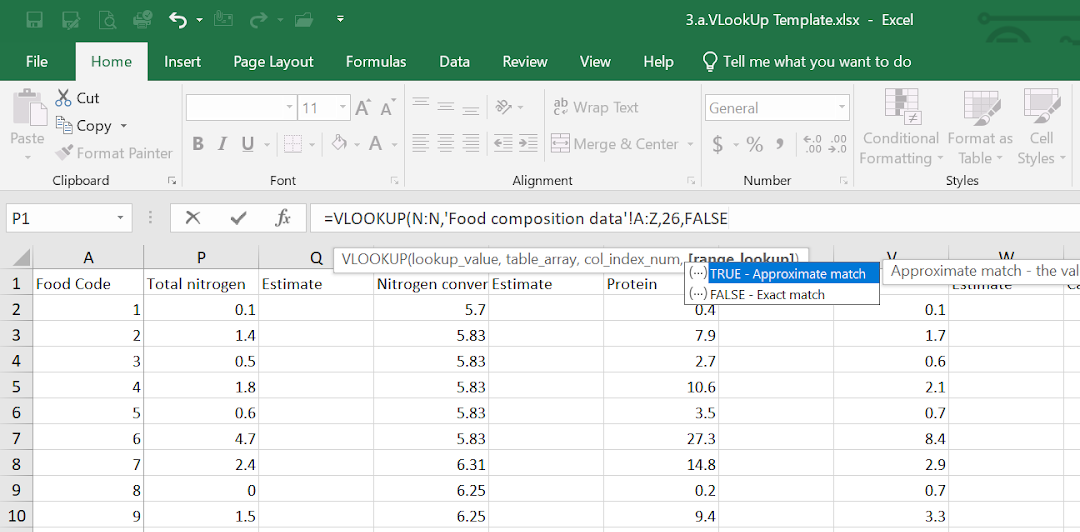 3.a.VLookUp Template.xlsx - Excel
File Home Insert Page Layout Formulas Data Review View Help Tell me what you want to do
Paste
Cut
Copy
Format Painter
Clipboard
11 A A
B I U A
Font
ab Wrap Text
Merge & Center
Alignment
General
$ % , .0 .00 .00 .0
Number
Conditional Formatting
Format as Table
Cell Styles
Styles
P1 fx =VLOOKUP(N:N,'Food composition data'!A:Z,26,FALSE
VLOOKUP(lookup_value, table_array, col_index_num, [range_lookup])
(...) TRUE - Approximate match
(...) FALSE - Exact match
Approximate match - the val
A P Q V W
1 Food Code Total nitrogen Estimate Nitrogen conver Estimate Protein Estimate
2 1 0.1 5.7 0.4 0.1
3 2 1.4 5.83 7.9 1.7
4 3 0.5 5.83 2.7 0.6
5 4 1.8 5.83 10.6 2.1
6 5 0.6 5.83 3.5 0.7
7 6 4.7 5.83 27.3 8.4
8 7 2.4 6.31 14.8 2.9
9 8 0 6.25 0.2 0.7
10 9 1.5 6.25 9.4 3.3